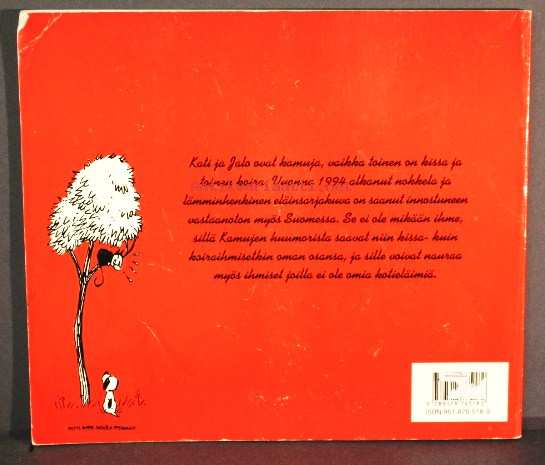 Kati ja Jalo ovat kamuja, vaikka toinen on kissa ja
toinen koira. Vuonna 1994 alkanut nokkela ja
lämminhenkinen eläinsarjakuva on saanut innostuneen
vastaanoton myös Suomessa. Se ei ole mikään ihme,
sillä Kamujen huumorista saavat niin kissa- kuin
koiraihmisetkin oman osansa, ja sille voivat nauraa
myös ihmiset joilla ei ole omia kotieläimiä.